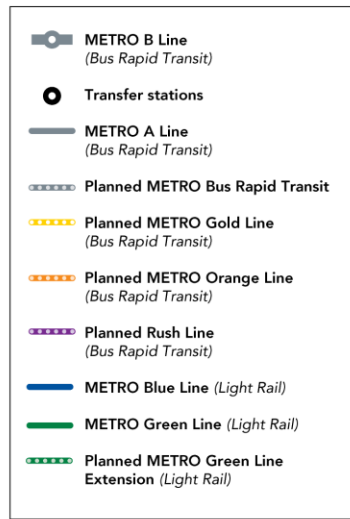 METRO B Line
(Bus Rapid Transit)
Transfer stations
METRO A Line
(Bus Rapid Transit)
Planned METRO Bus Rapid Transit
Planned METRO Gold Line
(Bus Rapid Transit)
Planned METRO Orange Line
(Bus Rapid Transit)
Planned Rush Line
(Bus Rapid Transit)
METRO Blue Line (Light Rail)
METRO Green Line (Light Rail)
Planned METRO Green Line
Extension (Light Rail)